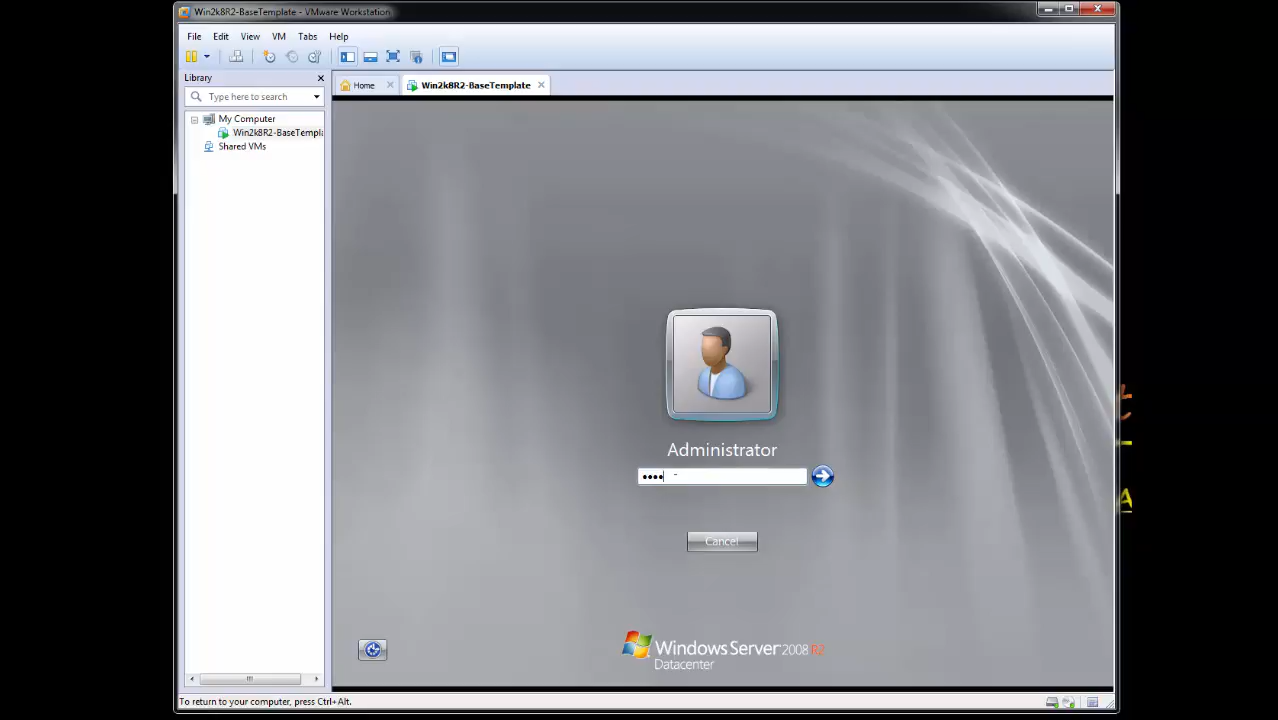 Win2k8R2-BaseTemplate - VMware Workstation
File Edit View VM Tabs Help
Library
Home Win2k8R2-BaseTemplate
Type here to search
My Computer
Win2k8R2-BaseTempla
Shared VMs
Administrator
••••
Cancel
Windows Server 2008 R2
Datacenter
To return to your computer, press Ctrl+Alt.
A